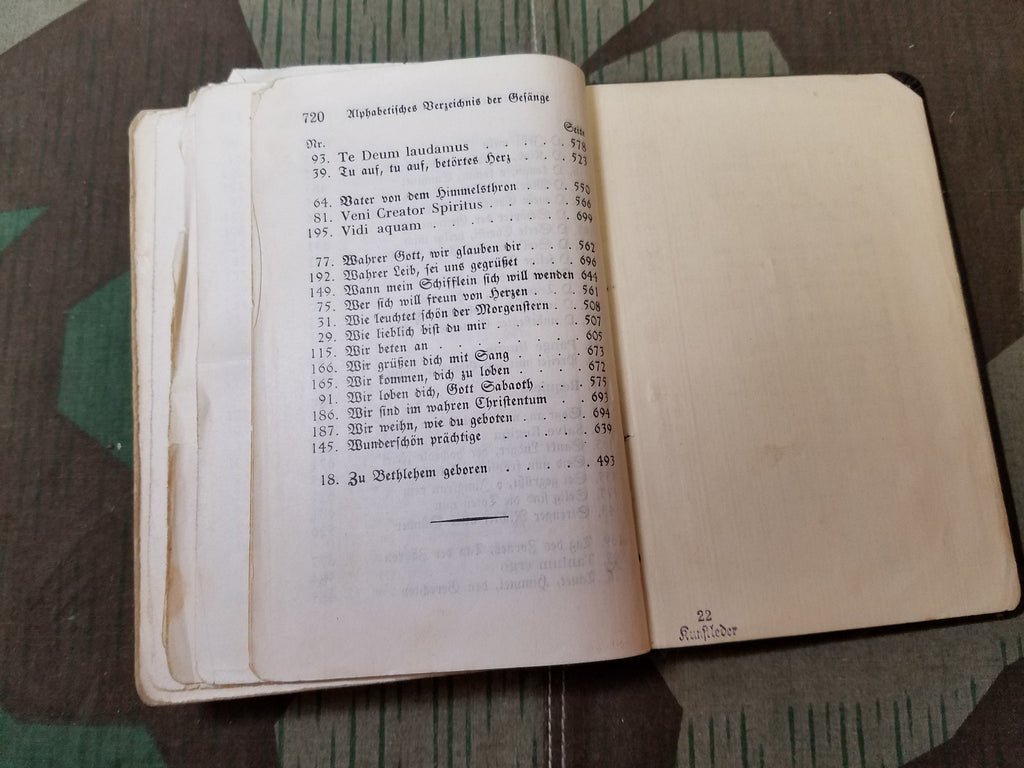 720 Alphabetisches Verzeichnis der Gesänge
Nr. Seite
93. Te Deum laudamus . . . . . 578
39. Tu auf, tu auf, betörtes Herz . . . . 523
64. Vater von dem Himmelsthron . . . . 550
81. Veni Creator Spiritus . . . . . 566
195. Vidi aquam . . . . . . . 699
77. Wahrer Gott, wir glauben dir . . . . 562
192. Wahrer Leib, sei uns gegrüßet . . . . 696
149. Wann mein Schifflein sich will wenden 644
75. Wer sich will freun von Herzen . . . 561
31. Wie leuchtet schön der Morgenstern . . 508
29. Wie lieblich bist du mir . . . . . 507
115. Wir beten an . . . . . . . 605
166. Wir grüßen dich mit Sang . . . . 673
165. Wir kommen, dich zu loben . . . . 672
91. Wir loben dich, Gott Sabaoth . . . . 575
186. Wir sind im wahren Christentum . . 693
187. Wir weihn, wie du geboten . . . . 694
145. Wunderschön prächtige . . . . . 639
18. Zu Bethlehem geboren . . . . . 493
22
Kunstleder